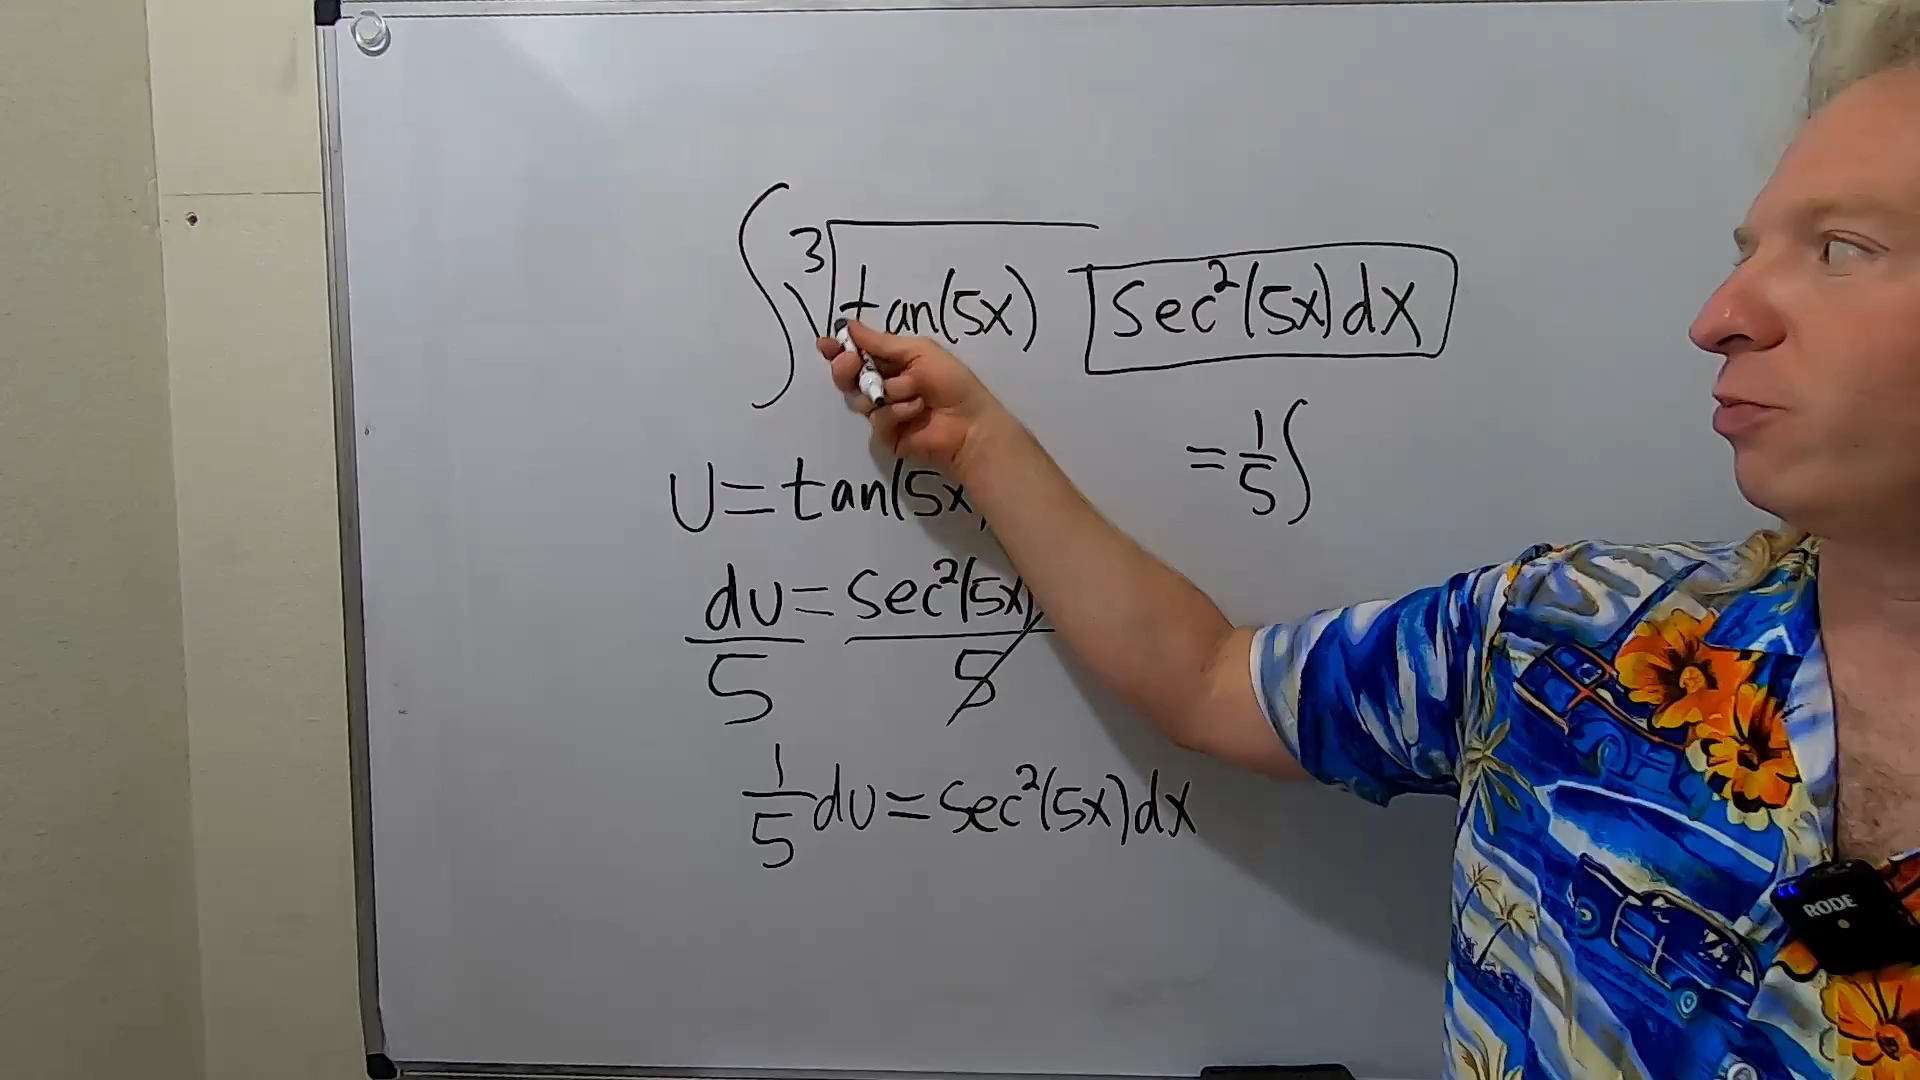 ∫ ∛tan(5x) sec²(5x)dx
= 1/5 ∫
U = tan(5x)
du/5 = sec²(5x)/5
1/5 du = sec²(5x)dx
RODE